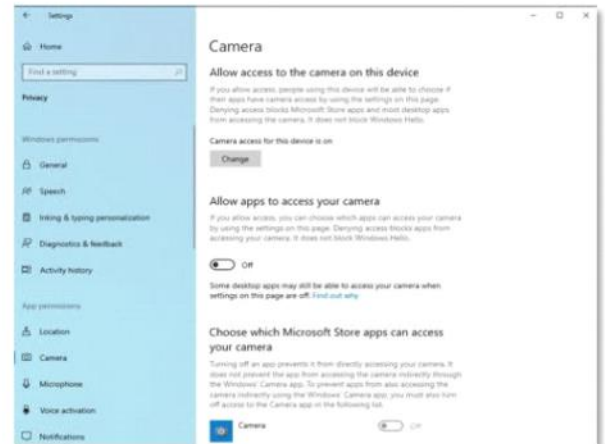 Settings
Home
Find a setting
Privacy
Windows permissions
General
Speech
Inking & typing personalization
Diagnostics & feedback
Activity history
App permissions
Location
Camera
Microphone
Voice activation
Notifications
Camera
Allow access to the camera on this device
If you allow access, people using this device will be able to choose if
their apps have camera access by using the settings on this page.
Denying access blocks Microsoft Store apps and most desktop apps
from accessing the camera. It does not block Windows Hello.
Camera access for this device is on
Change
Allow apps to access your camera
If you allow access, you can choose which apps can access your camera
by using the settings on this page. Denying access blocks apps from
accessing your camera. It does not block Windows Hello.
Off
Some desktop apps may still be able to access your camera when
settings on this page are off. Find out why
Choose which Microsoft Store apps can access
your camera
Turning off an app prevents it from directly accessing your camera. It
does not prevent the app from accessing the camera indirectly through
the Windows' Camera app. To prevent apps from also accessing the
camera indirectly using the Windows' Camera app, you must also turn
off access to the Camera app in the following list.
Camera
Off